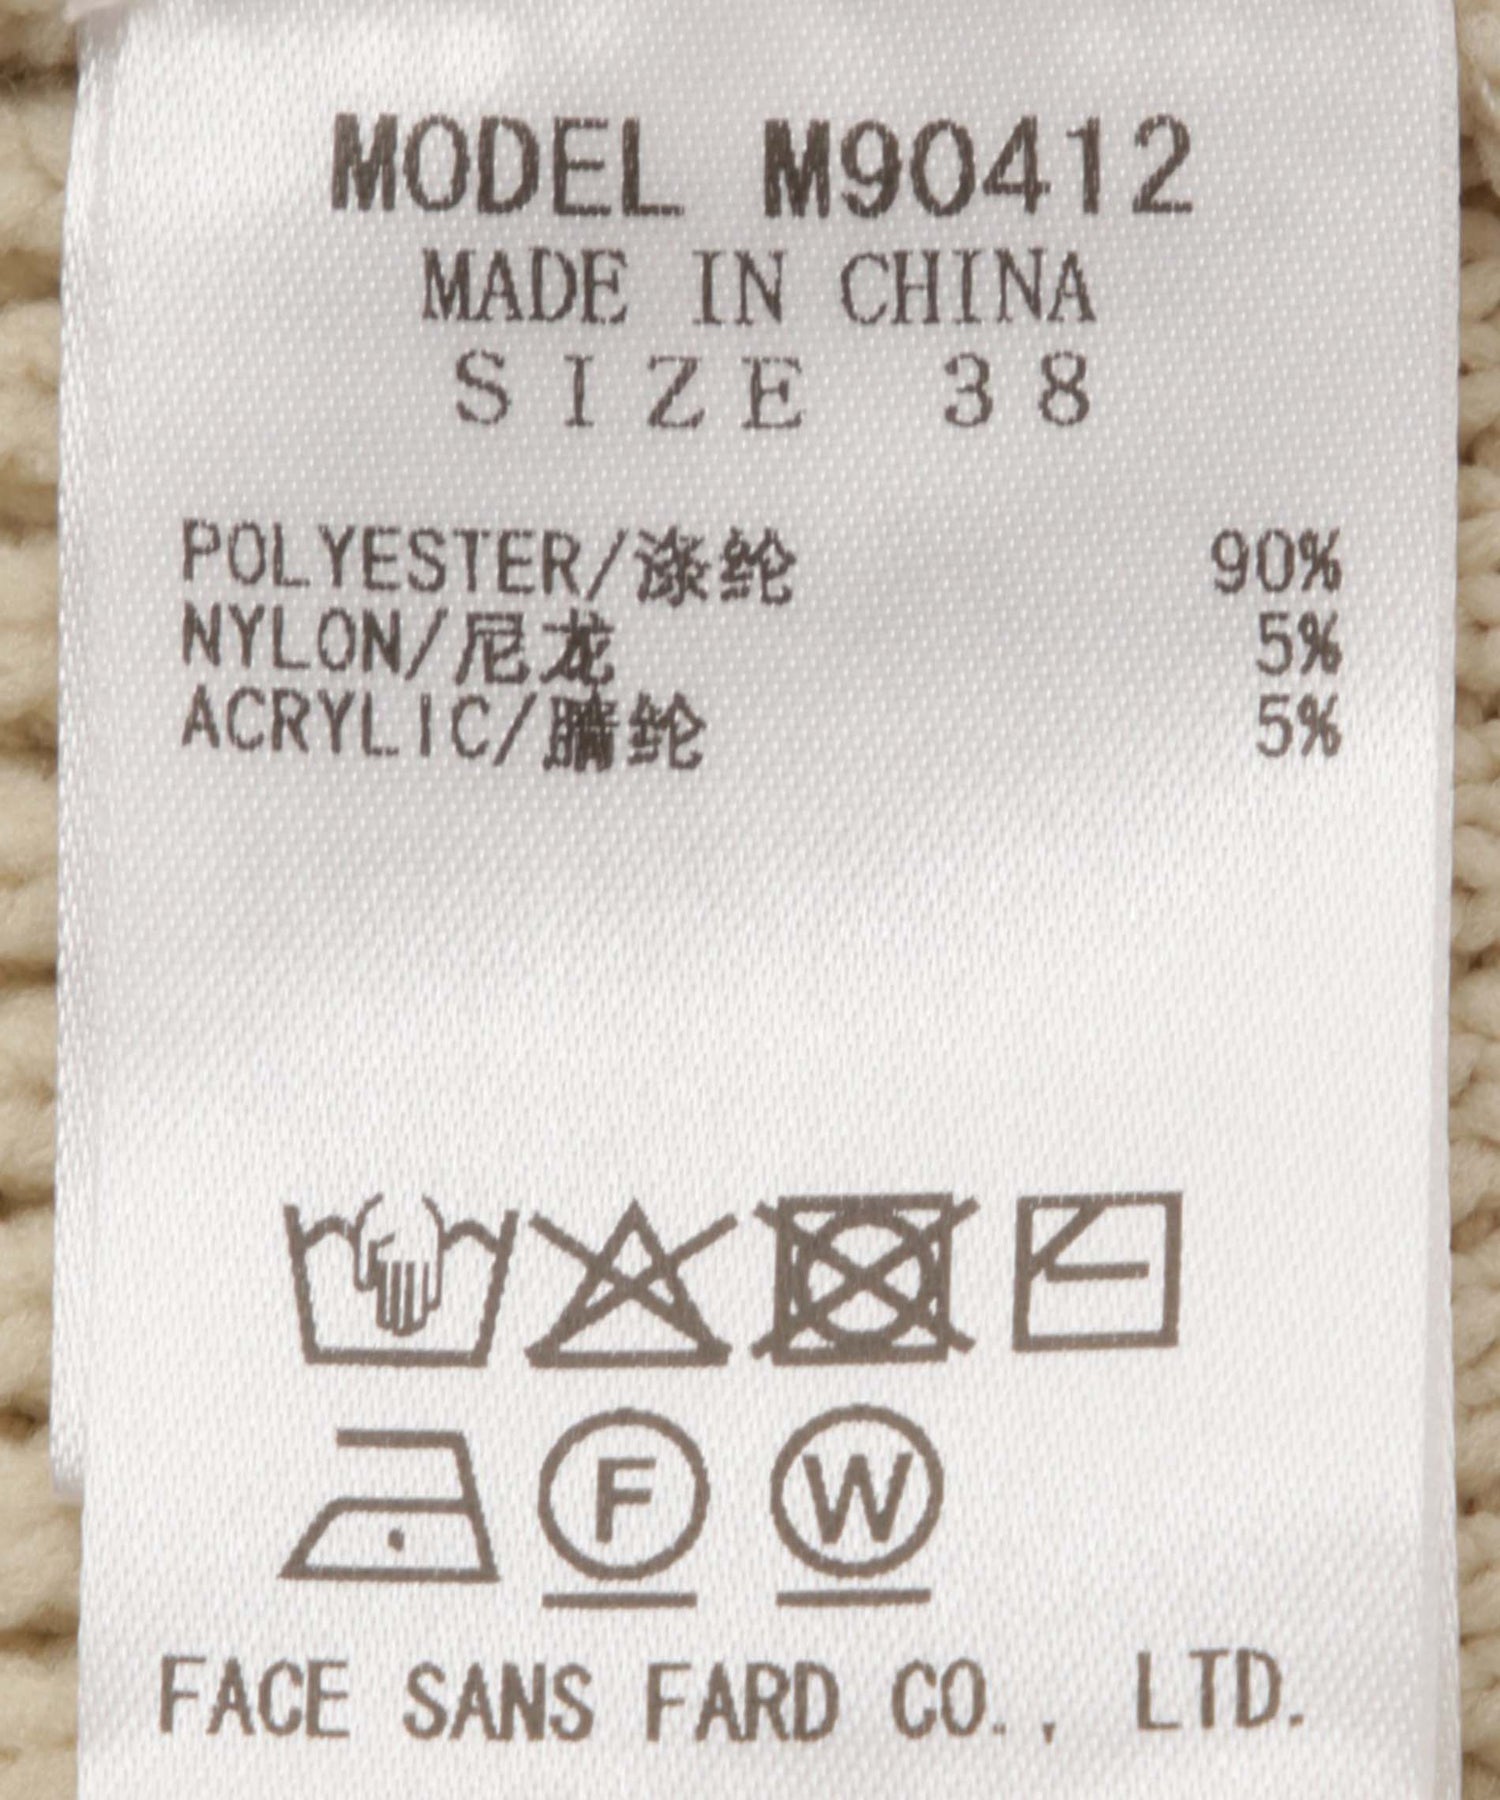 MODEL M90412
MADE IN CHINA
SIZE 38
POLYESTER/涤纶 90%
NYLON/尼龙 5%
ACRYLIC/腈纶 5%
F W
FACE SANS FARD CO., LTD.